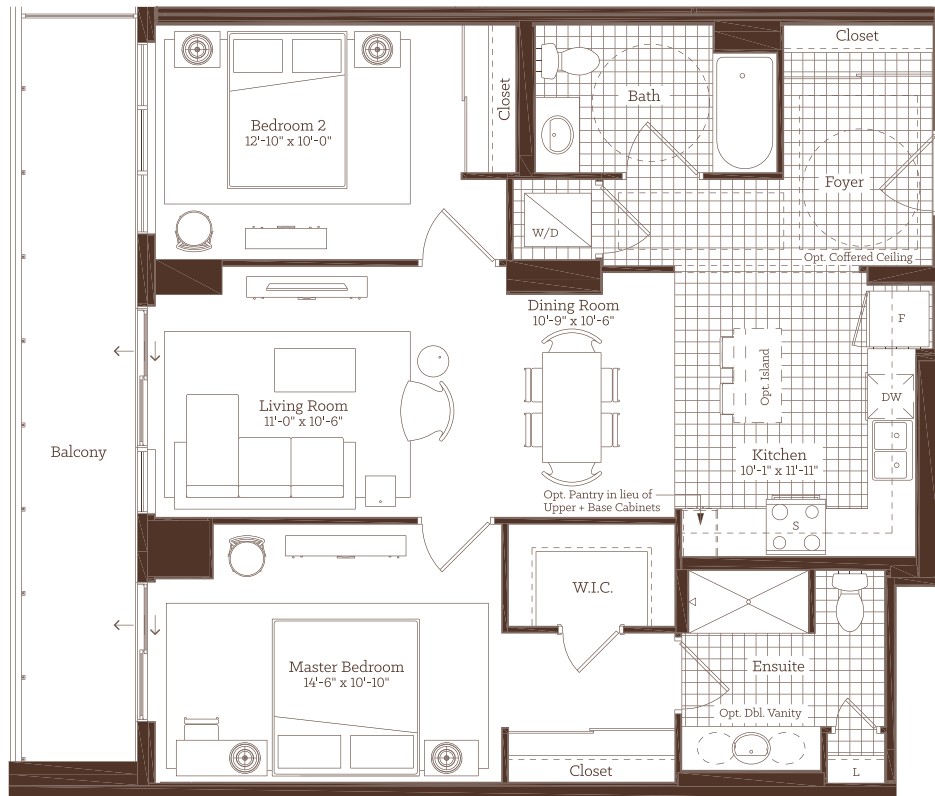 Closet
Closet
Bath
Bedroom 2
12'-10" x 10'-0"
Foyer
W/D
Opt. Coffered Ceiling
Dining Room
10'-9" x 10'-6"
F
Opt. Island
DW
Living Room
11'-0" x 10'-6"
Balcony
Kitchen
10'-1" x 11'-11"
Opt. Pantry in lieu of
Upper + Base Cabinets
S
W.I.C.
Master Bedroom
14'-6" x 10'-10"
Ensuite
Opt. Dbl. Vanity
Closet
L